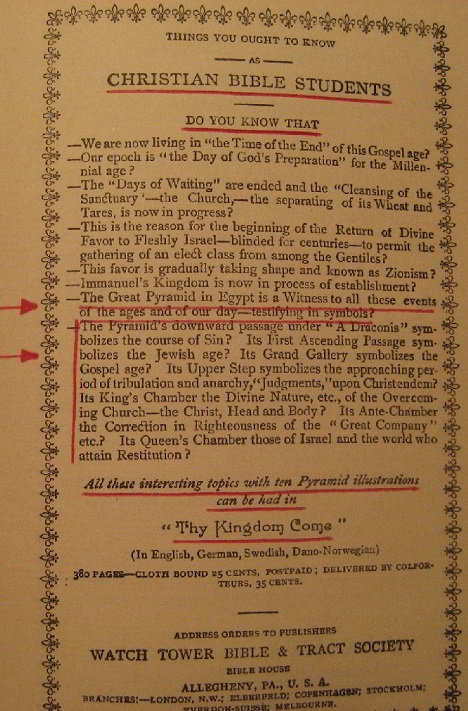 THINGS YOU OUGHT TO KNOW
— AS —
CHRISTIAN BIBLE STUDENTS
DO YOU KNOW THAT
—We are now living in "the Time of the End" of this Gospel age?
—Our epoch is "the Day of God's Preparation" for the Millen-
nial age?
—The "Days of Waiting" are ended and the "Cleansing of the
Sanctuary'—the Church,—the separating of its Wheat and
Tares, is now in progress?
—This is the reason for the beginning of the Return of Divine
Favor to Fleshly Israel—blinded for centuries—to permit the
gathering of an elect class from among the Gentiles?
—This favor is gradually taking shape and known as Zionism?
—Immanuel's Kingdom is now in process of establishment?
—The Great Pyramid in Egypt is a Witness to all these events
of the ages and of our day—testifying in symbols?
—The Pyramid's downward passage under "A Draconis" sym-
bolizes the course of Sin? Its First Ascending Passage sym-
bolizes the Jewish age? Its Grand Gallery symbolizes the
Gospel age? Its Upper Step symbolizes the approaching per-
iod of tribulation and anarchy, "Judgments," upon Christendom?
Its King's Chamber the Divine Nature, etc., of the Overcom-
ing Church—the Christ, Head and Body? Its Ante-Chamber
the Correction in Righteousness of the "Great Company"
etc.? Its Queen's Chamber those of Israel and the world who
attain Restitution?
All these interesting topics with ten Pyramid illustrations
can be had in
"Thy Kingdom Come"
(In English, German, Swedish, Dano-Norwegian)
380 PAGES—CLOTH BOUND 25 CENTS, POSTPAID; DELIVERED BY COLPOR-
TEURS, 35 CENTS.
ADDRESS ORDERS TO PUBLISHERS
WATCH TOWER BIBLE & TRACT SOCIETY
BIBLE HOUSE
ALLEGHENY, PA., U. S. A.
BRANCHES:—LONDON, N.W.; ELBERFELD; COPENHAGEN; STOCKHOLM;
YVERDON-SUISSE; MELBOURNE.